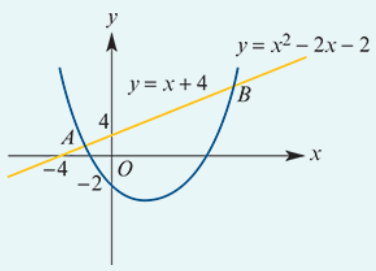 y
y = x² − 2x − 2
y = x + 4
B
4
A
x
−4
O
−2